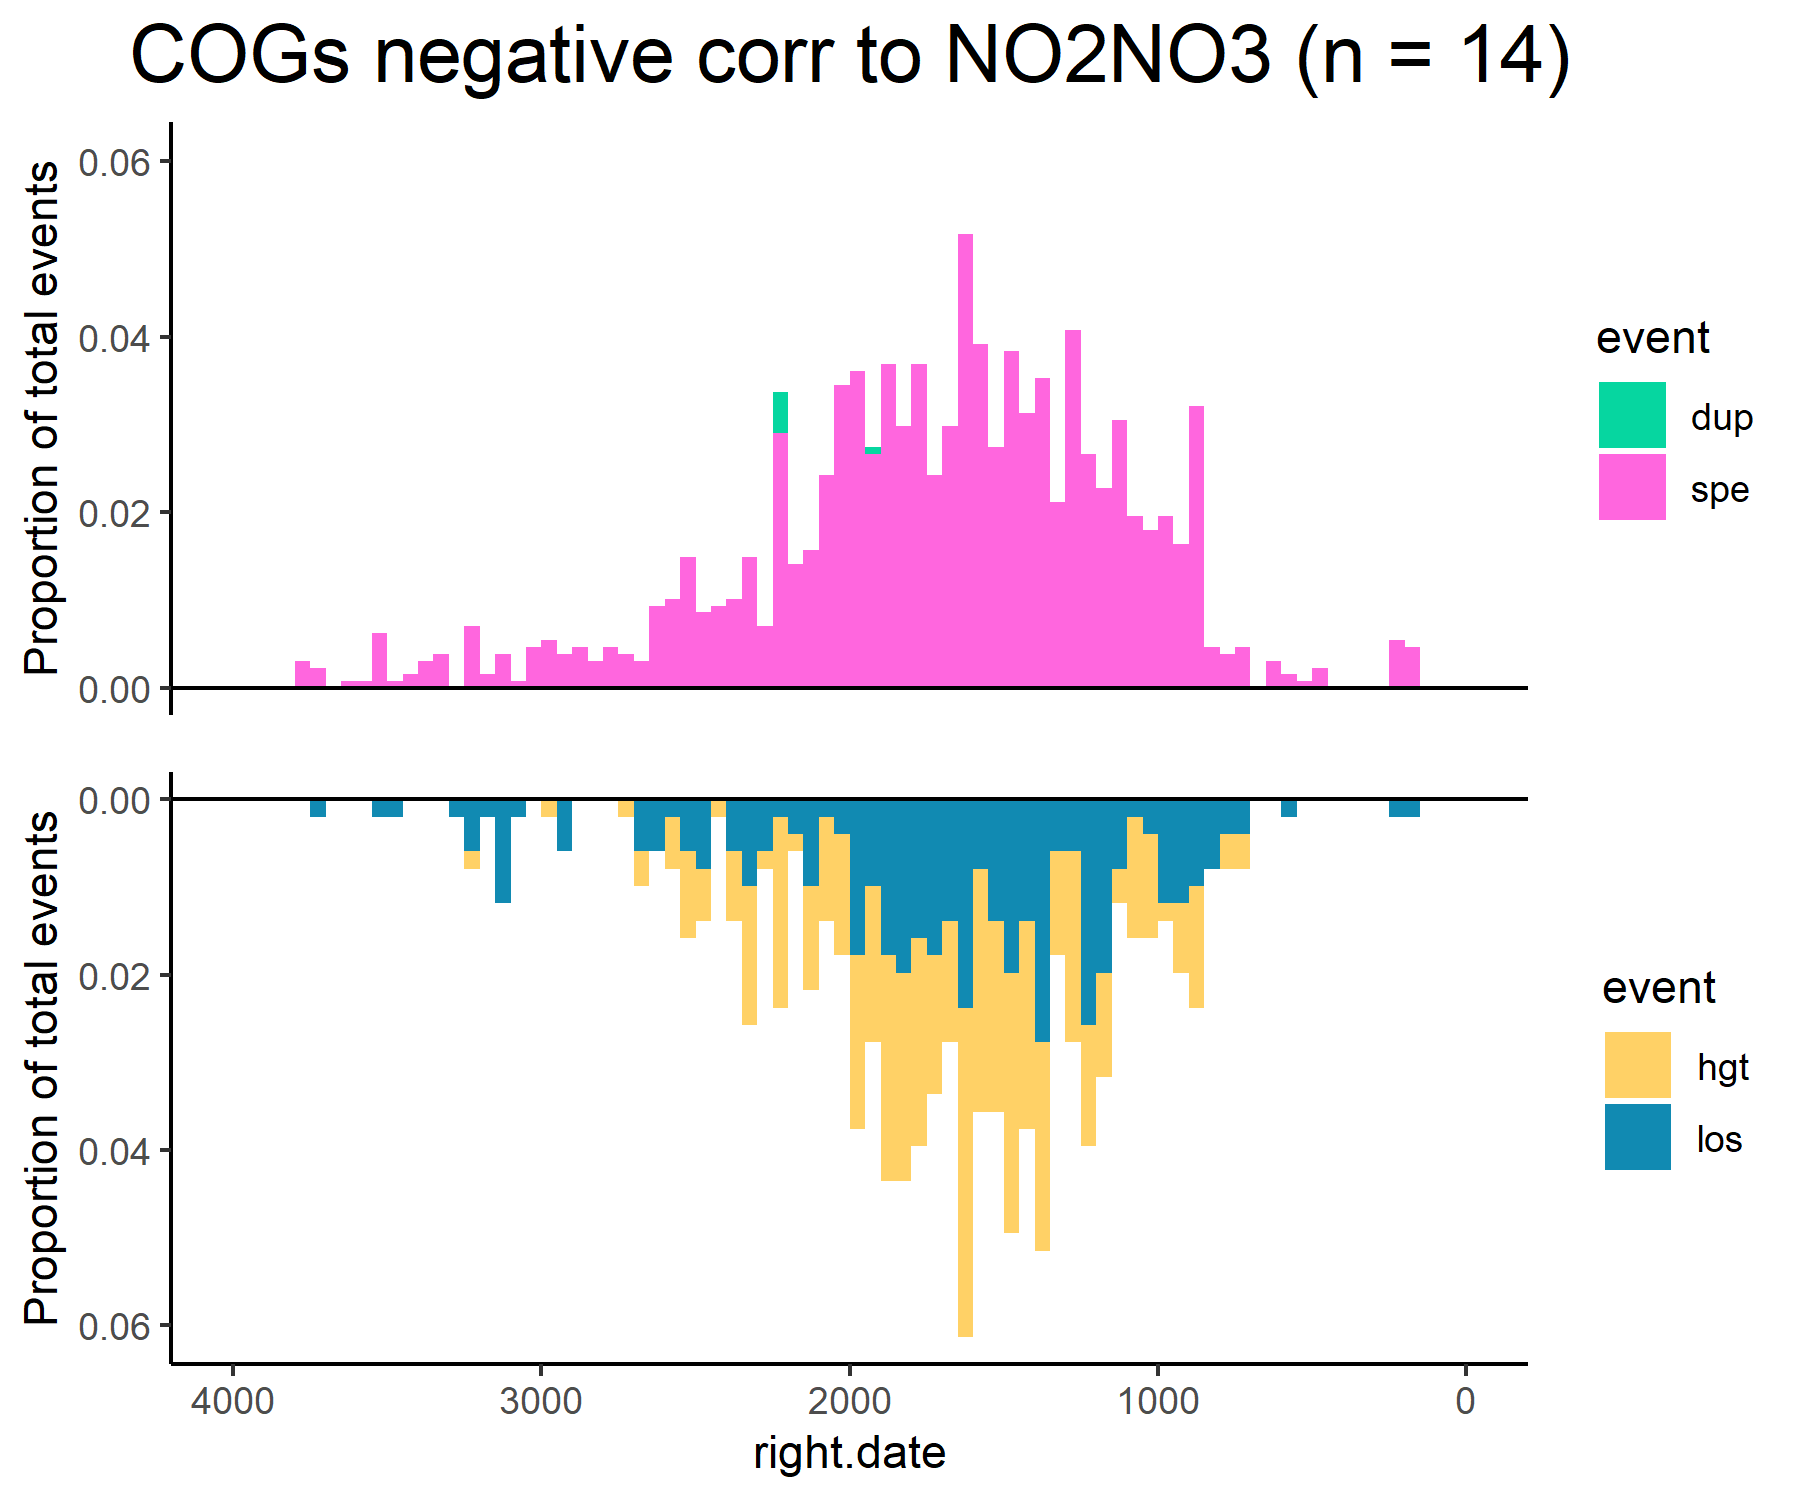 COGs negative corr to NO2NO3 (n = 14)
Proportion of total events
0.06
0.04
0.02
0.00
event
dup
spe
Proportion of total events
0.00
0.02
0.04
0.06
event
hgt
los
4000 3000 2000 1000 0
right.date